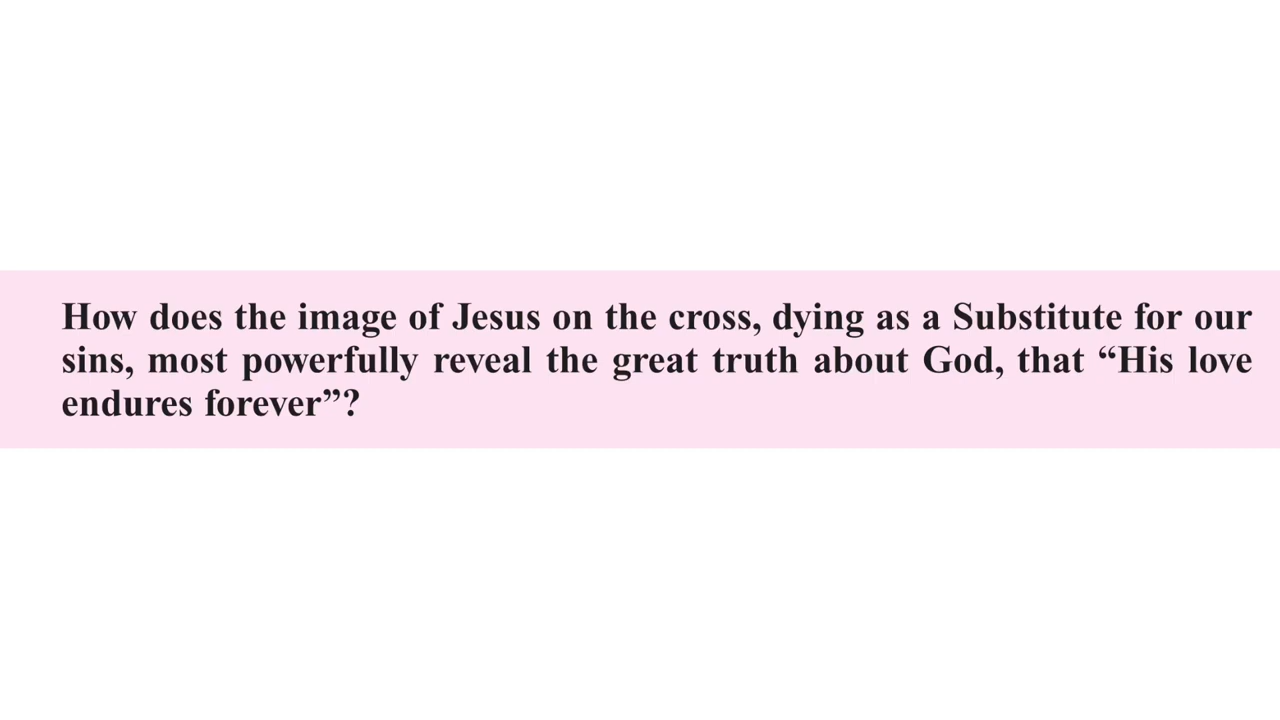 How does the image of Jesus on the cross, dying as a Substitute for our
sins, most powerfully reveal the great truth about God, that “His love
endures forever”?